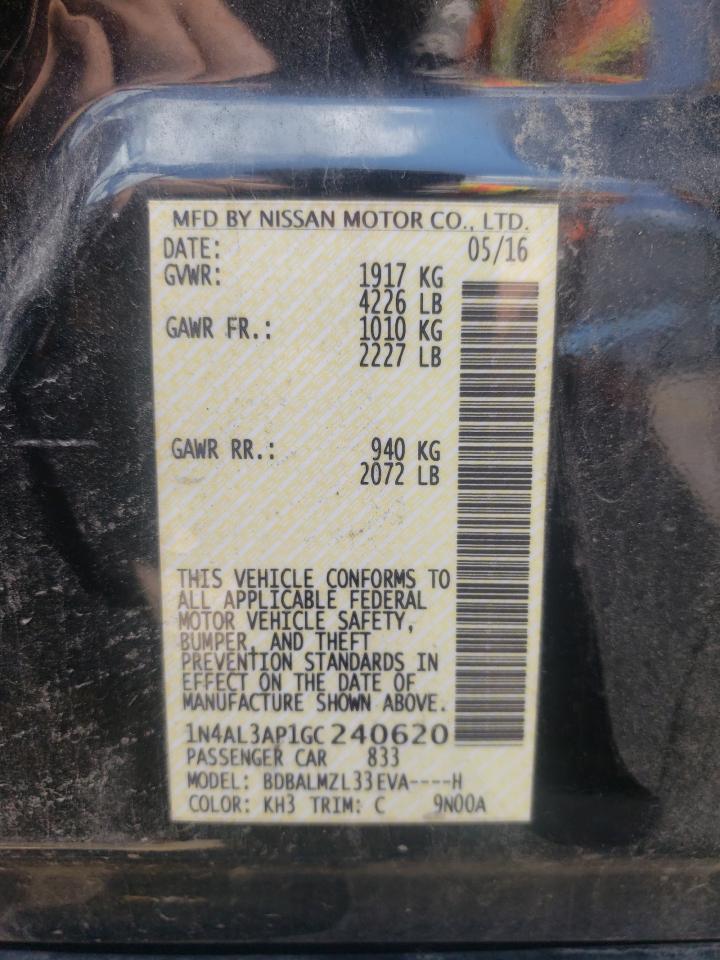 MFD BY NISSAN MOTOR CO., LTD.
DATE: 05/16
GVWR: 1917 KG
4226 LB
GAWR FR.: 1010 KG
2227 LB
GAWR RR.: 940 KG
2072 LB
THIS VEHICLE CONFORMS TO
ALL APPLICABLE FEDERAL
MOTOR VEHICLE SAFETY,
BUMPER, AND THEFT
PREVENTION STANDARDS IN
EFFECT ON THE DATE OF
MANUFACTURE SHOWN ABOVE.
1N4AL3AP1GC240620
PASSENGER CAR 833
MODEL: BDBALMZL33EVA----H
COLOR: KH3 TRIM: C 9N00A